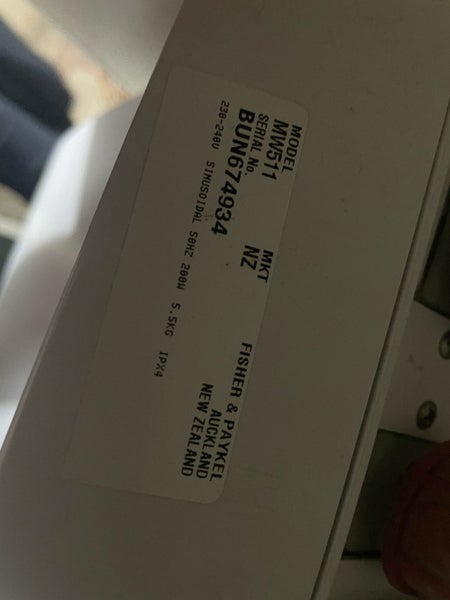 MODEL
MW511 MKT FISHER & PAYKEL
SERIAL No. NZ AUCKLAND
BUN674934 NEW ZEALAND
230-240V SINUSOIDAL 50HZ 200W 5.5KG IPX4